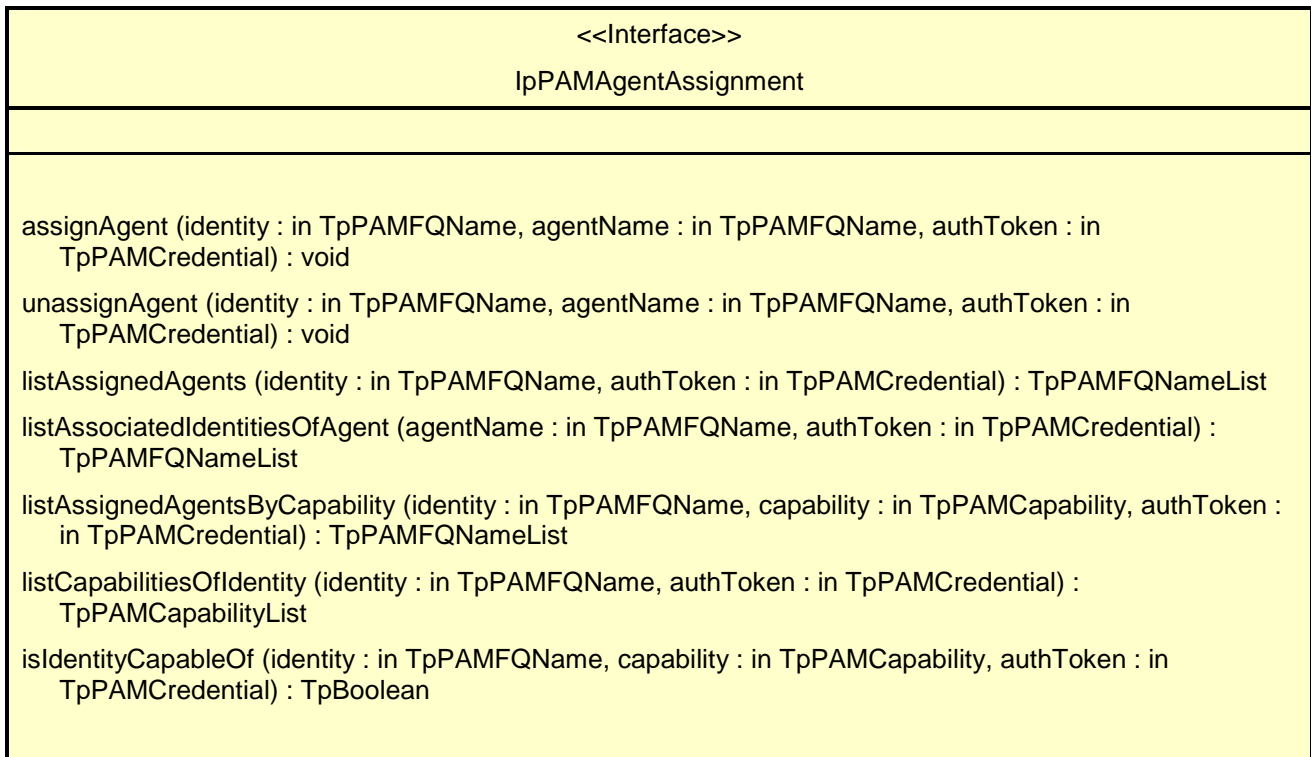 <<Interface>>
IpPAMAgentAssignment
assignAgent (identity : in TpPAMFQName, agentName : in TpPAMFQName, authToken : in
TpPAMCredential) : void
unassignAgent (identity : in TpPAMFQName, agentName : in TpPAMFQName, authToken : in
TpPAMCredential) : void
listAssignedAgents (identity : in TpPAMFQName, authToken : in TpPAMCredential) : TpPAMFQNameList
listAssociatedIdentitiesOfAgent (agentName : in TpPAMFQName, authToken : in TpPAMCredential) :
TpPAMFQNameList
listAssignedAgentsByCapability (identity : in TpPAMFQName, capability : in TpPAMCapability, authToken :
in TpPAMCredential) : TpPAMFQNameList
listCapabilitiesOfIdentity (identity : in TpPAMFQName, authToken : in TpPAMCredential) :
TpPAMCapabilityList
isIdentityCapableOf (identity : in TpPAMFQName, capability : in TpPAMCapability, authToken : in
TpPAMCredential) : TpBoolean